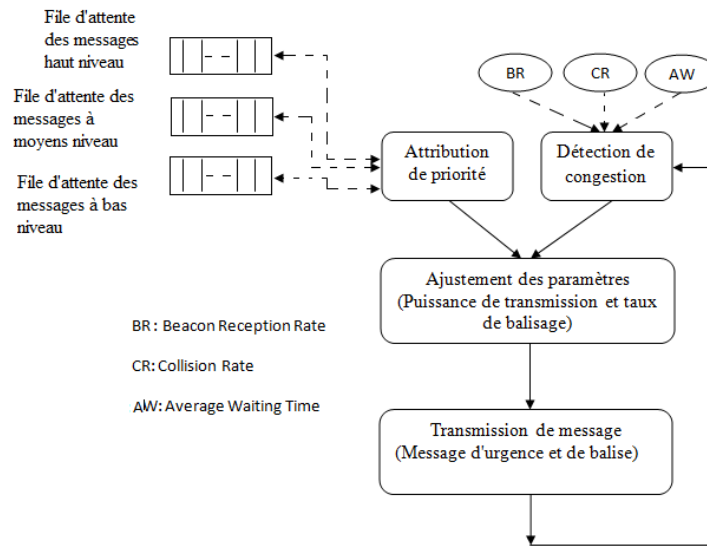 File d'attente
des messages
haut niveau
File d'attente des
messages à
moyens niveau
File d'attente des
messages à bas
niveau
BR
CR
AW
Attribution
de priorité
Détection de
congestion
Ajustement des paramètres
(Puissance de transmission et taux
de balisage)
BR : Beacon Reception Rate
CR: Collision Rate
AW: Average Waiting Time
Transmission de message
(Message d'urgence et de balise)